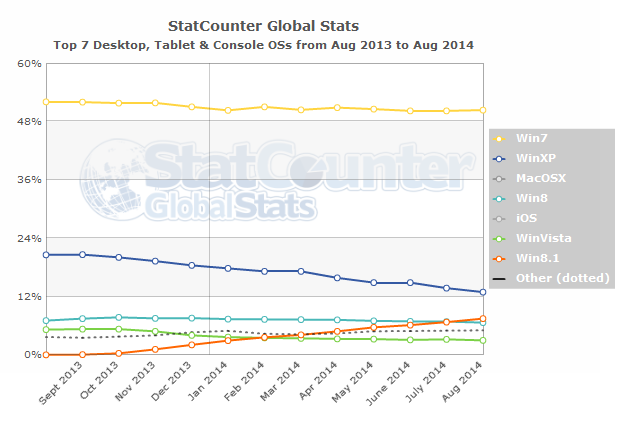 StatCounter Global Stats
Top 7 Desktop, Tablet & Console OSs from Aug 2013 to Aug 2014
60%
48%
36%
24%
12%
0%
StatCounter
GlobalStats
Win7
WinXP
MacOSX
Win8
iOS
WinVista
Win8.1
Other (dotted)
Sept 2013
Oct 2013
Nov 2013
Dec 2013
Jan 2014
Feb 2014
Mar 2014
Apr 2014
May 2014
June 2014
July 2014
Aug 2014